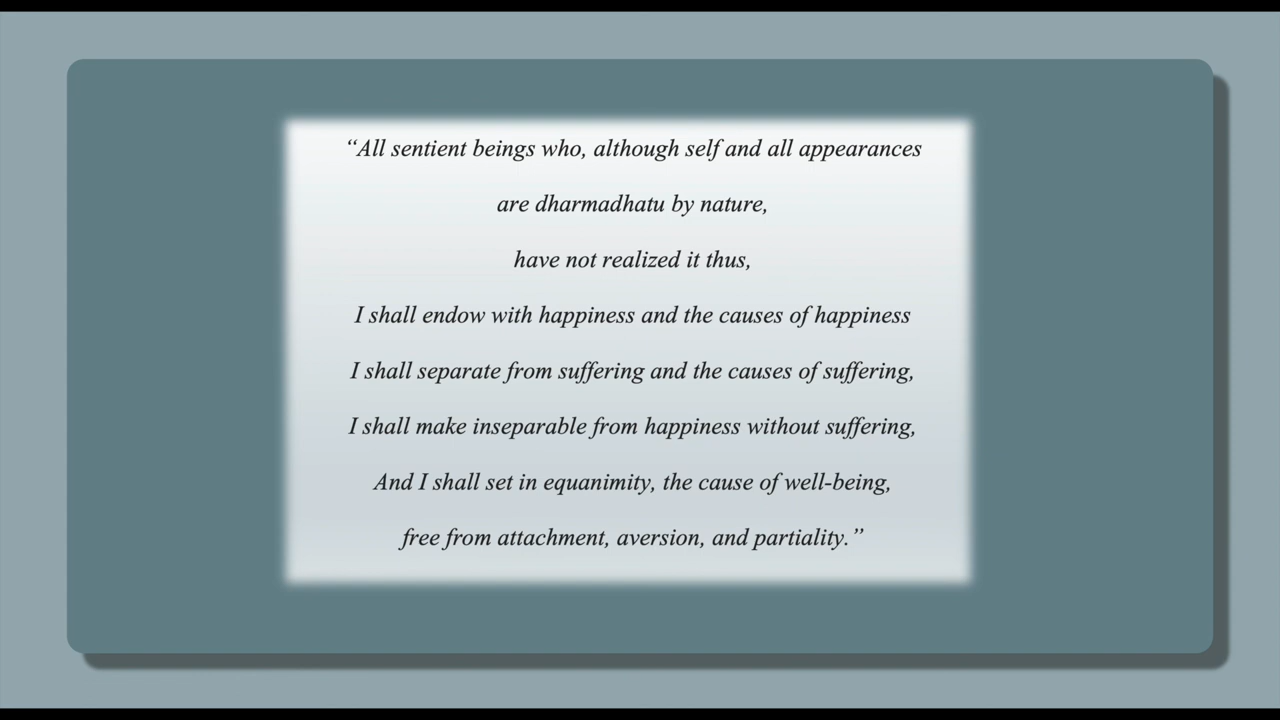 “All sentient beings who, although self and all appearances
are dharmadhatu by nature,
have not realized it thus,
I shall endow with happiness and the causes of happiness
I shall separate from suffering and the causes of suffering,
I shall make inseparable from happiness without suffering,
And I shall set in equanimity, the cause of well-being,
free from attachment, aversion, and partiality.”